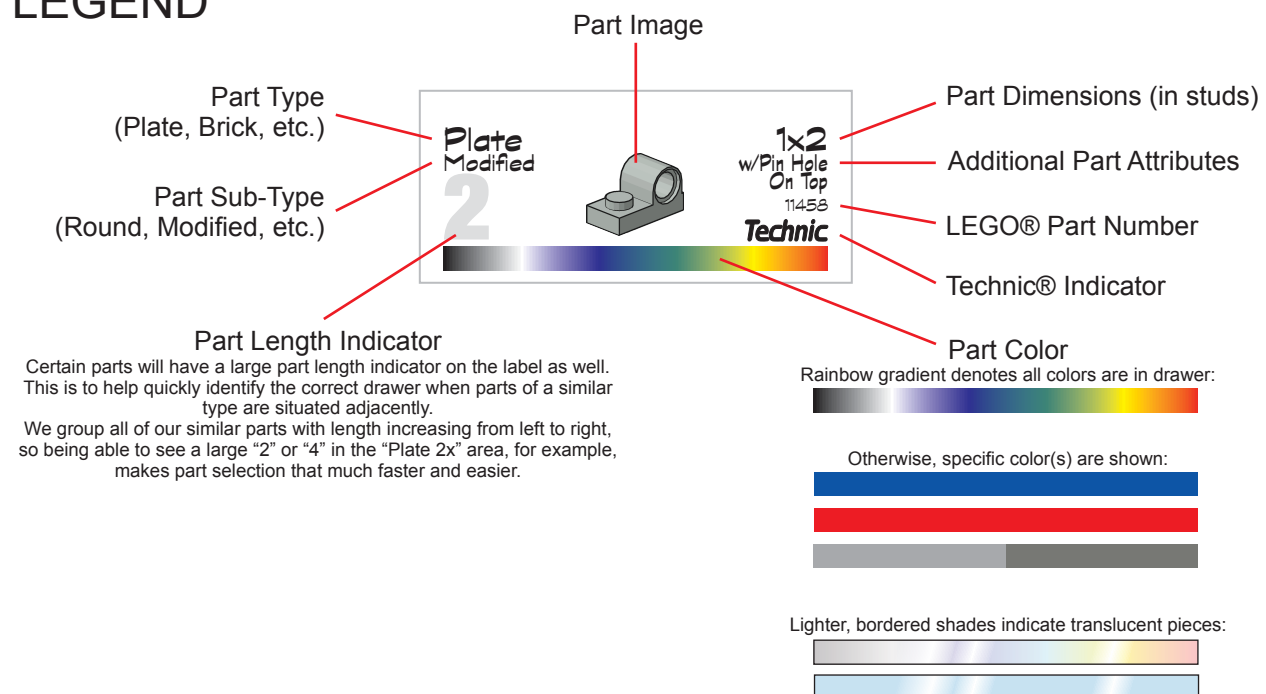 LEGEND
Part Image
Part Type
(Plate, Brick, etc.)
Part Sub-Type
(Round, Modified, etc.)
Plate
Modified
2
1x2
w/Pin Hole
On Top
11458
Technic
Part Dimensions (in studs)
Additional Part Attributes
LEGO® Part Number
Technic® Indicator
Part Length Indicator
Certain parts will have a large part length indicator on the label as well.
This is to help quickly identify the correct drawer when parts of a similar
type are situated adjacently.
We group all of our similar parts with length increasing from left to right,
so being able to see a large “2” or “4” in the “Plate 2x” area, for example,
makes part selection that much faster and easier.
Part Color
Rainbow gradient denotes all colors are in drawer:
Otherwise, specific color(s) are shown:
Lighter, bordered shades indicate translucent pieces: